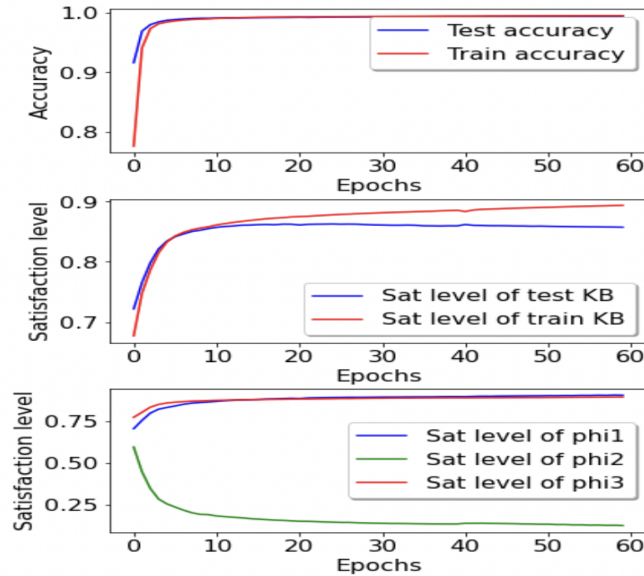 1.0
0.9
0.8
Accuracy
Test accuracy
Train accuracy
0 10 20 30 40 50 60
Epochs
0.9
0.8
0.7
Satisfaction level
Sat level of test KB
Sat level of train KB
0 10 20 30 40 50 60
Epochs
0.75
0.50
0.25
Satisfaction level
Sat level of phi1
Sat level of phi2
Sat level of phi3
0 10 20 30 40 50 60
Epochs